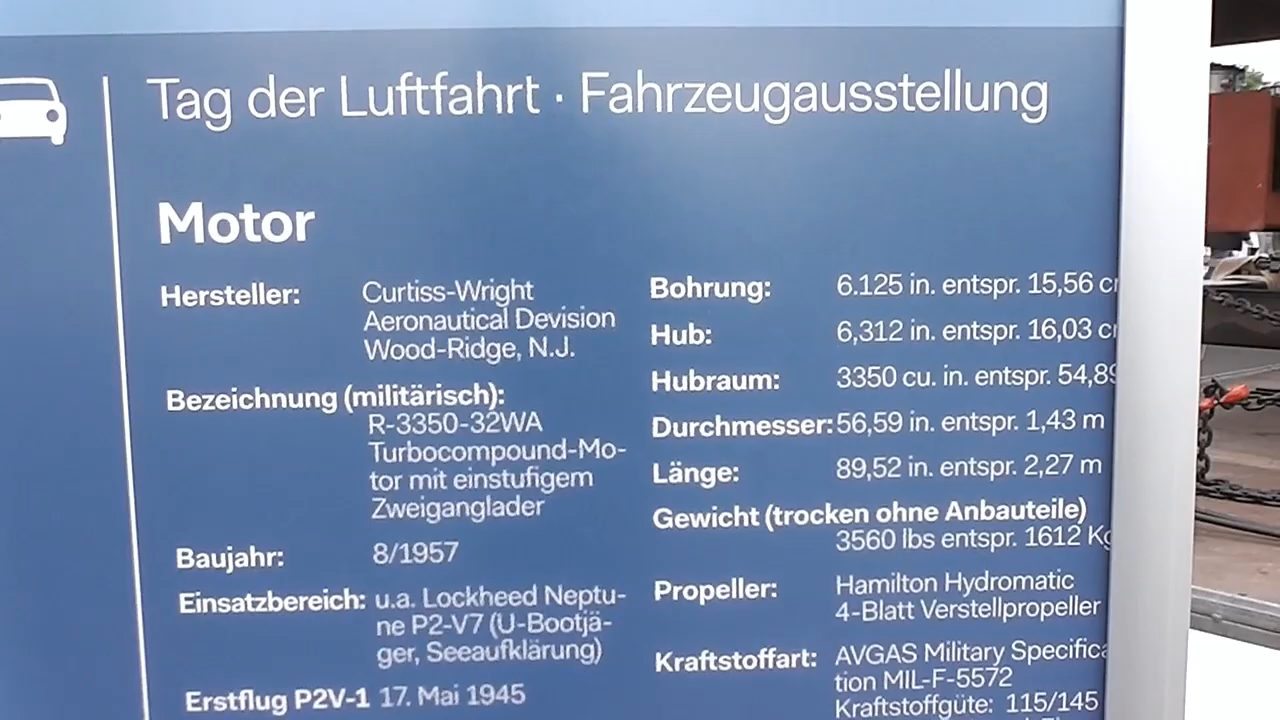 Tag der Luftfahrt · Fahrzeugausstellung
Motor
Hersteller: Curtiss-Wright
Aeronautical Devision
Wood-Ridge, N.J.
Bezeichnung (militärisch):
R-3350-32WA
Turbocompound-Mo-
tor mit einstufigem
Zweiganglader
Baujahr: 8/1957
Einsatzbereich: u.a. Lockheed Neptu-
ne P2-V7 (U-Bootjä-
ger, Seeaufklärung)
Erstflug P2V-1 17. Mai 1945
Bohrung: 6.125 in. entspr. 15,56
Hub: 6,312 in. entspr. 16,03
Hubraum: 3350 cu. in. entspr. 54,89
Durchmesser: 56,59 in. entspr. 1,43 m
Länge: 89,52 in. entspr. 2,27 m
Gewicht (trocken ohne Anbauteile)
3560 lbs entspr. 1612 Kg
Propeller: Hamilton Hydromatic
4-Blatt Verstellpropeller
Kraftstoffart: AVGAS Military Specifica
tion MIL-F-5572
Kraftstoffgüte: 115/145